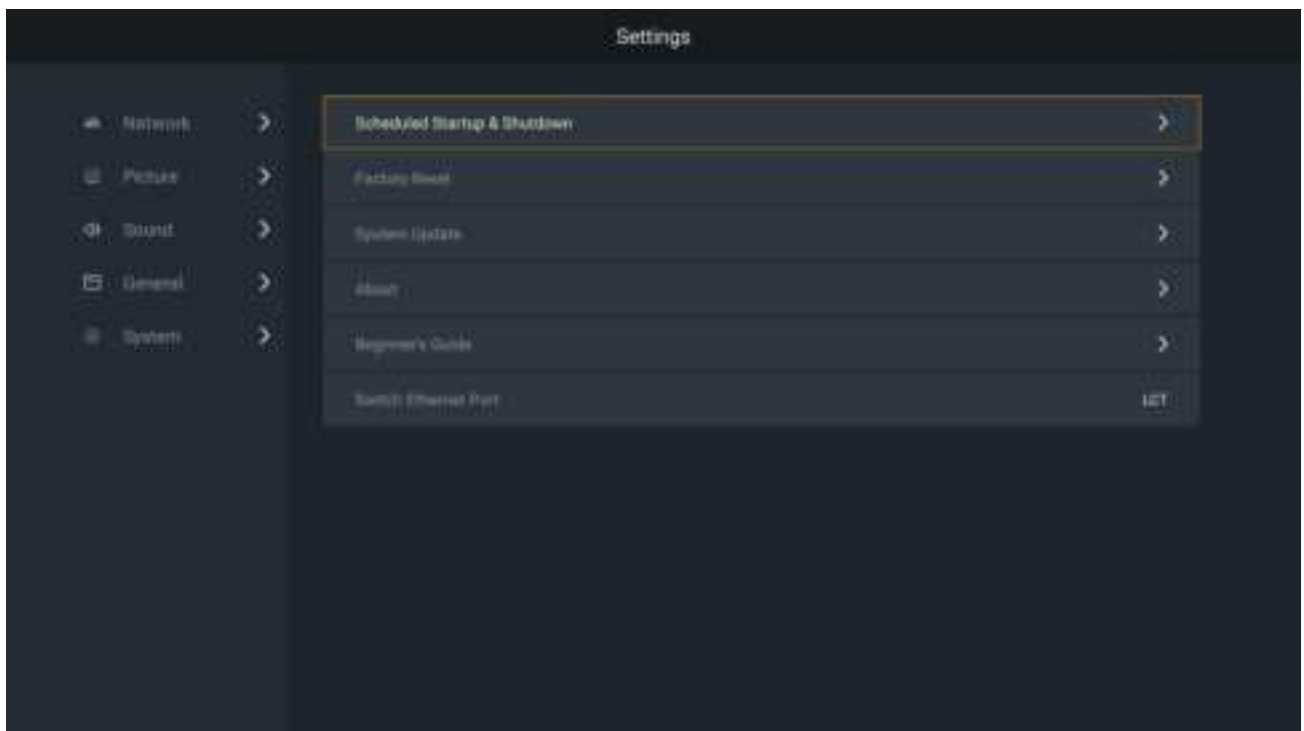 Settings
Network
Picture
Sound
General
System
Scheduled Startup & Shutdown
Factory Reset
System Update
About
Beginner's Guide
Switch Ethernet Port